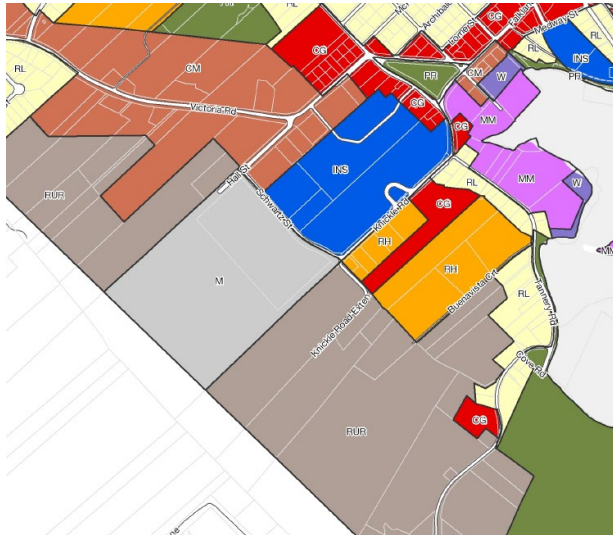 RL
CG
Medway St
RL
RL
INS
PR
CM
PR
CM
W
Victoria Rd
CG
MM
CG
Hall St
INS
RL
MM
W
RUR
Schwartz St
Knickle Rd
CG
RH
RH
M
RL
Buenavista Crt
Tannery Rd
Knickle Road Exten
Cove Rd
CG
RUR